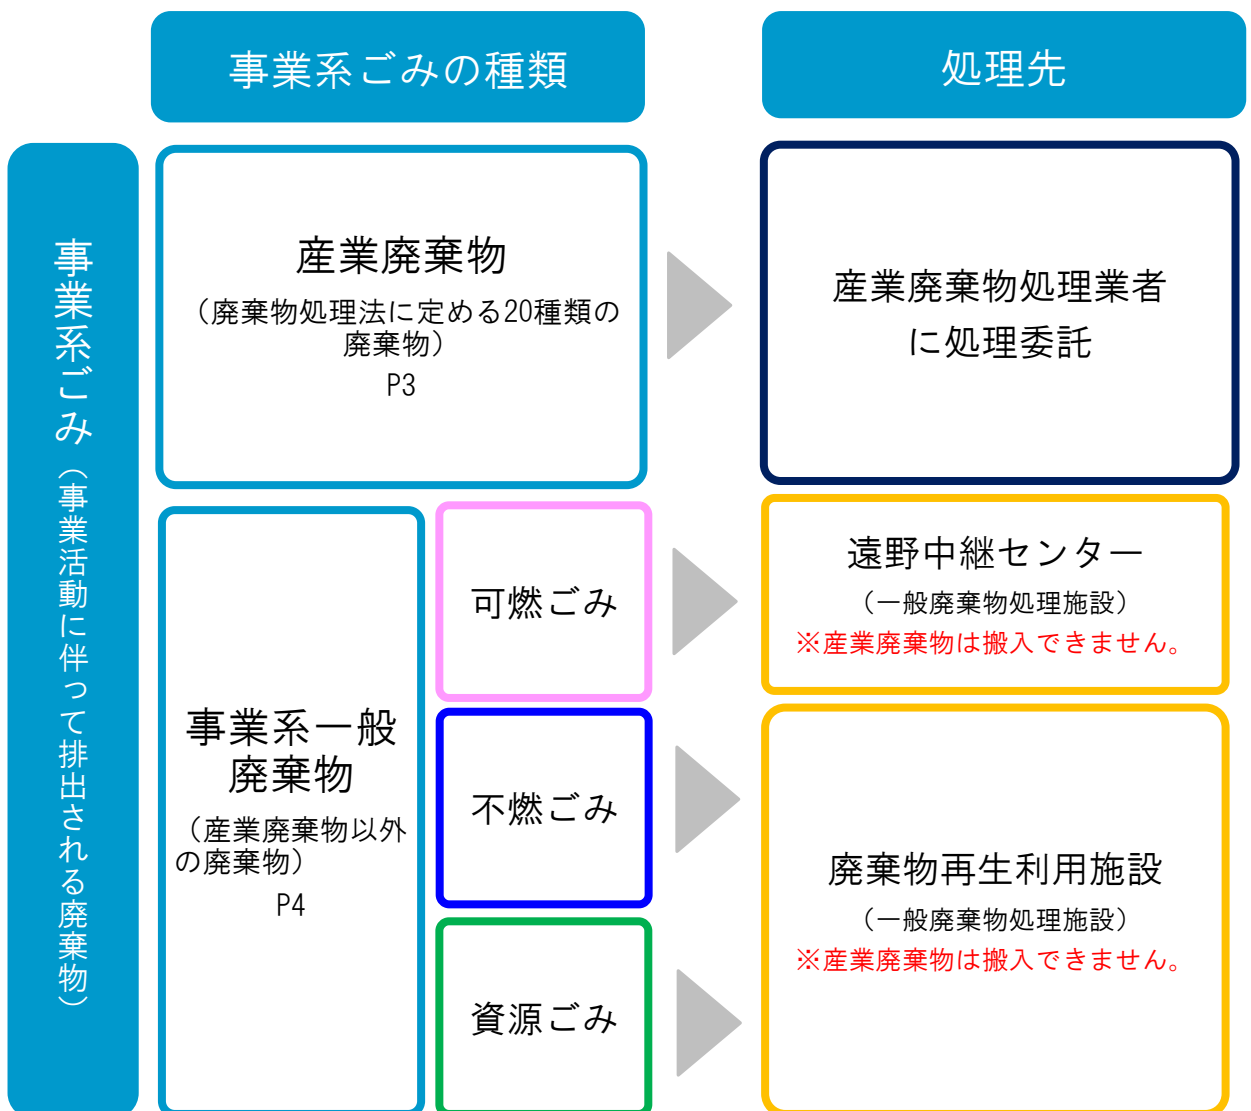 事業系ごみの種類
処理先
事業系ごみ（事業活動に伴って排出される廃棄物）
産業廃棄物
（廃棄物処理法に定める20種類の
廃棄物）
P3
産業廃棄物処理業者
に処理委託
事業系一般
廃棄物
（産業廃棄物以外
の廃棄物）
P4
可燃ごみ
遠野中継センター
（一般廃棄物処理施設）
※産業廃棄物は搬入できません。
不燃ごみ
資源ごみ
廃棄物再生利用施設
（一般廃棄物処理施設）
※産業廃棄物は搬入できません。